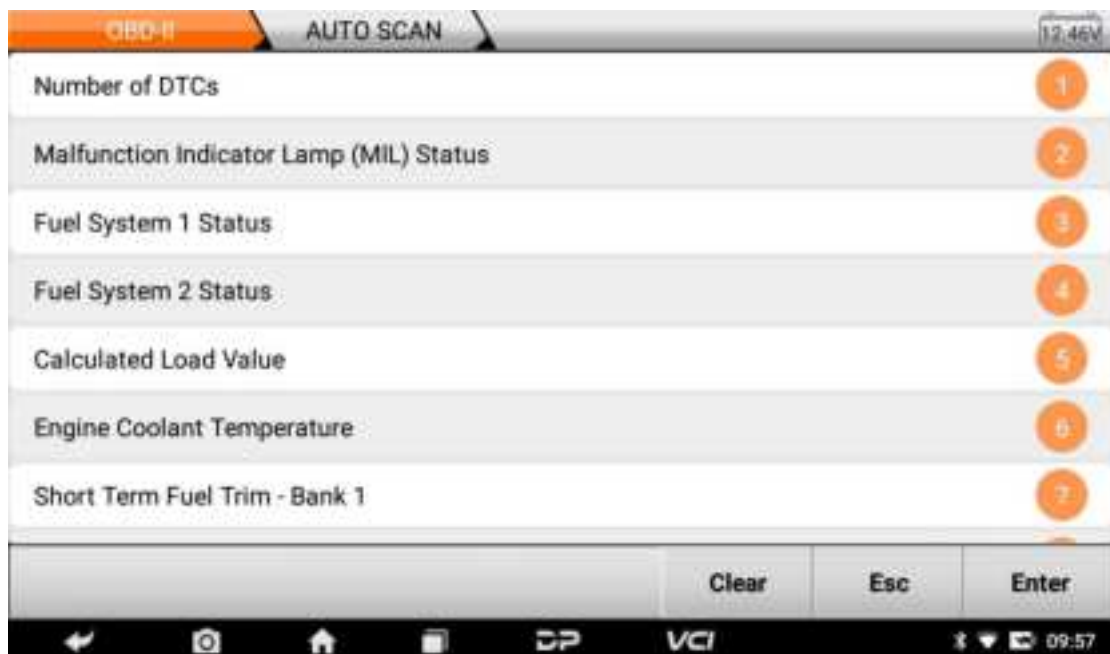 OBD-II
AUTO SCAN
12.46V
Number of DTCs
1
Malfunction Indicator Lamp (MIL) Status
2
Fuel System 1 Status
3
Fuel System 2 Status
4
Calculated Load Value
5
Engine Coolant Temperature
6
Short Term Fuel Trim - Bank 1
7
Clear
Esc
Enter
DP
VCI
09:57